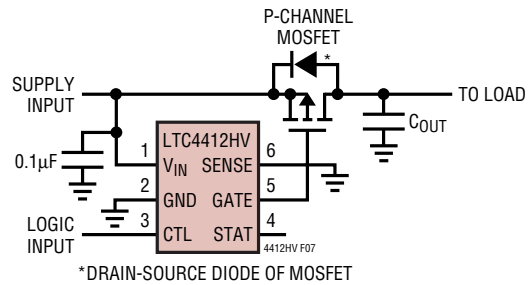 P-CHANNEL
MOSFET
*
SUPPLY
INPUT
TO LOAD
C_OUT
0.1µF
LTC4412HV
1 V_IN SENSE 6
2 GND GATE 5
3 CTL STAT 4
LOGIC
INPUT
4412HV F07
*DRAIN-SOURCE DIODE OF MOSFET